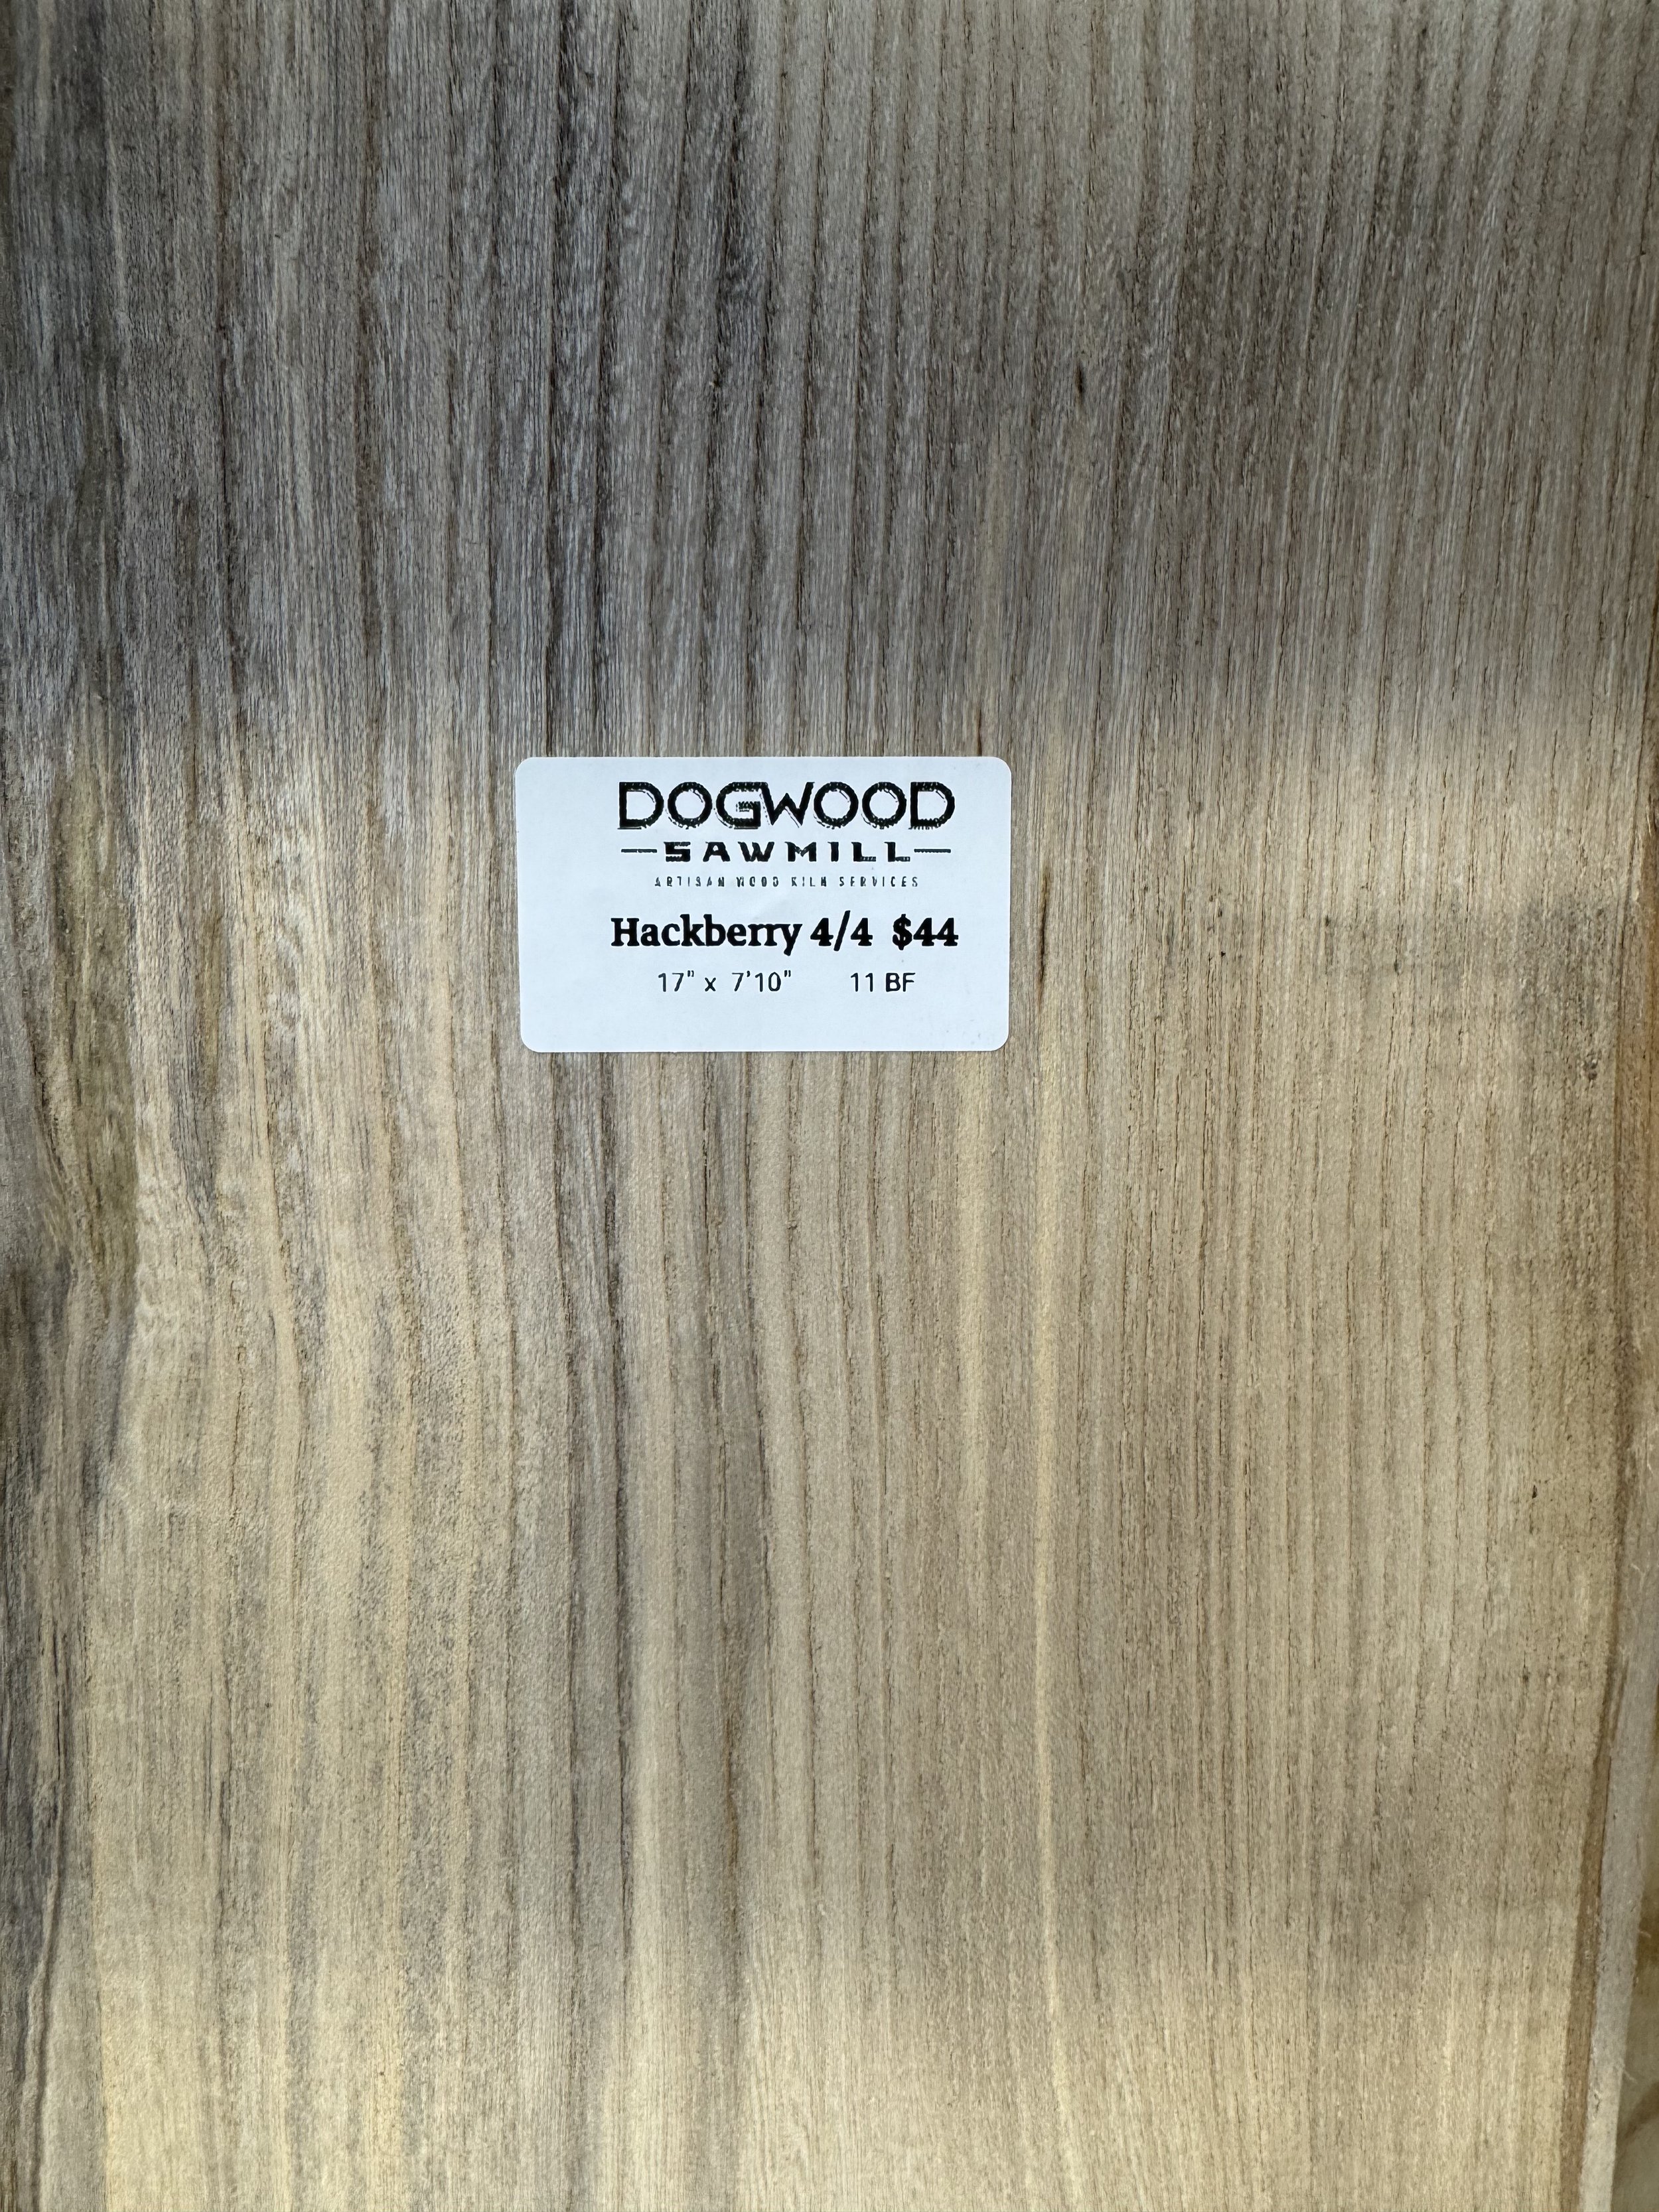 DOGWOOD
SAWMILL
ARTISAN WOOD KILN SERVICES
Hackberry 4/4 $44
17" x 7'10" 11 BF